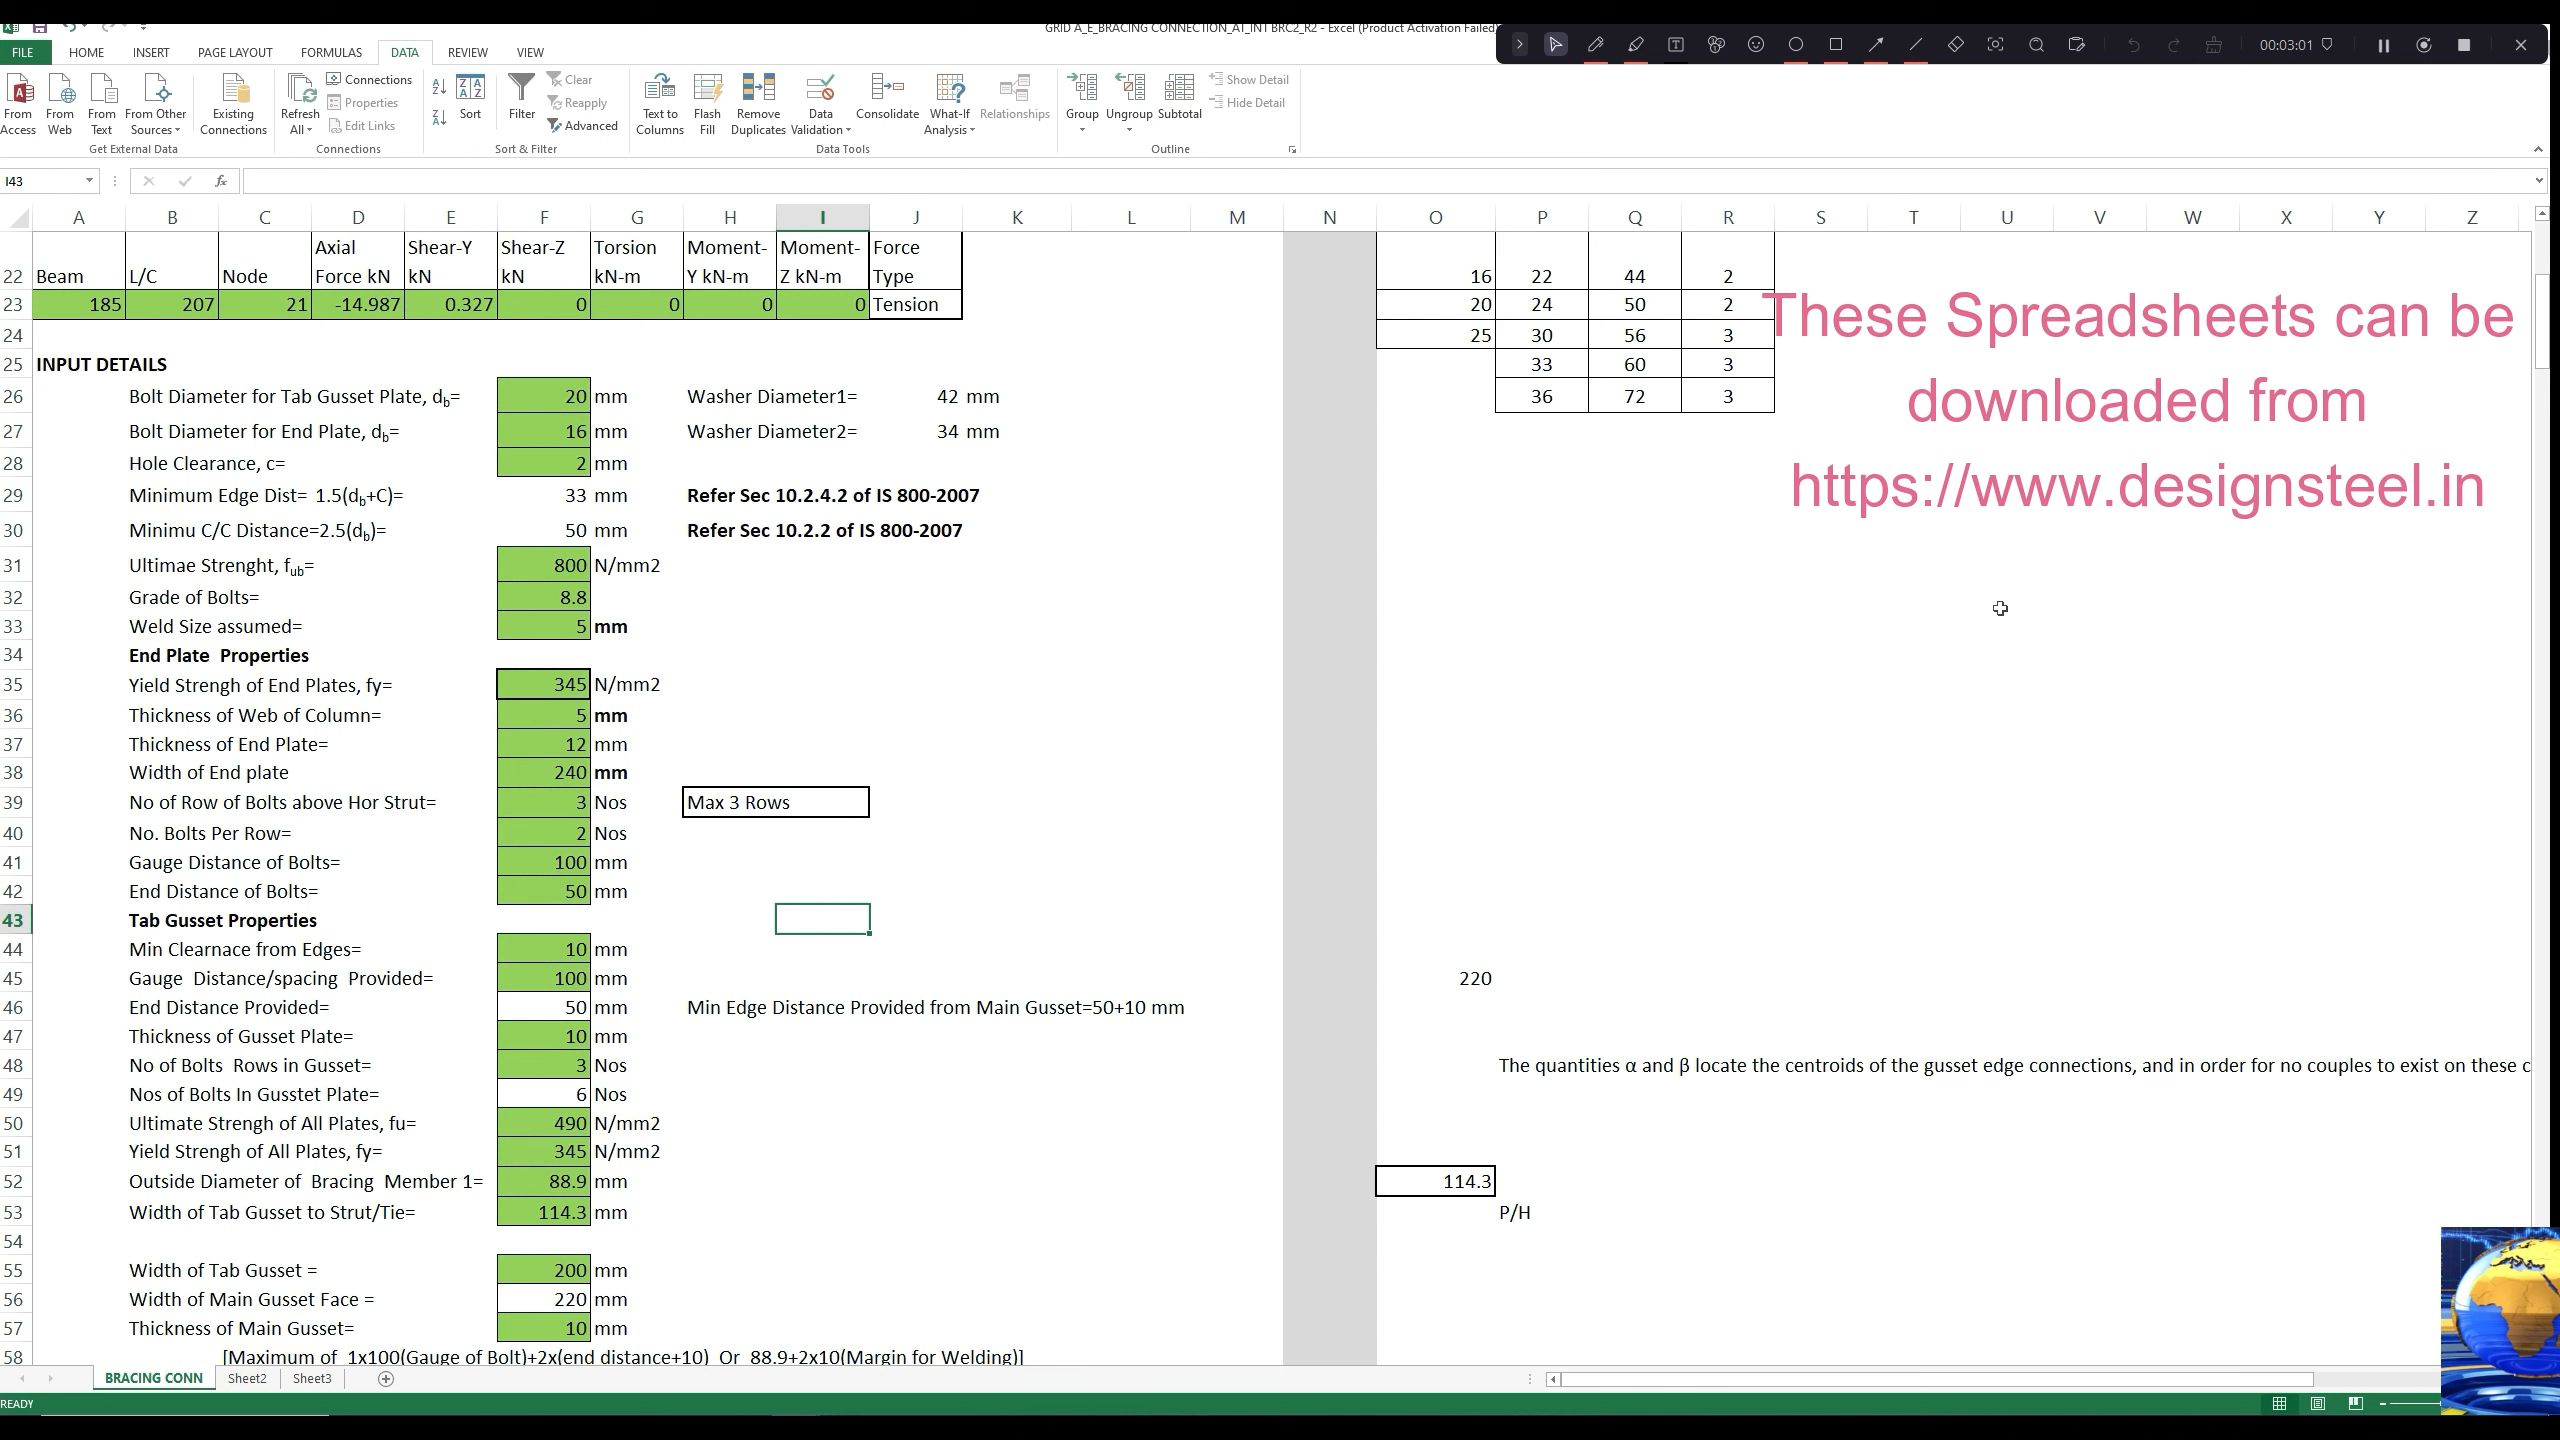 GRID A_E_BRACING CONNECTION_AT_INT BRC2_R2 - Excel (Product Activation Failed)
00:03:01
FILE HOME INSERT PAGE LAYOUT FORMULAS DATA REVIEW VIEW
From Access From Web From Text From Other Sources Existing Connections Refresh All Connections Properties Edit Links Sort Filter Clear Reapply Advanced Text to Columns Flash Fill Remove Duplicates Data Validation Consolidate What-If Analysis Relationships Group Ungroup Subtotal Show Detail Hide Detail
Get External Data Connections Sort & Filter Data Tools Outline
I43 fx
A B C D E F G H I J K L M N O P Q R S T U V W X Y Z
22 Beam L/C Node Axial Force kN Shear-Y kN Shear-Z kN Torsion kN-m Moment-Y kN-m Moment-Z kN-m Force Type 16 22 44 2
23 185 207 21 -14.987 0.327 0 0 0 0 Tension 20 24 50 2
24 25 30 56 3
25 INPUT DETAILS 33 60 3
26 Bolt Diameter for Tab Gusset Plate, db= 20 mm Washer Diameter1= 42 mm 36 72 3
27 Bolt Diameter for End Plate, db= 16 mm Washer Diameter2= 34 mm
28 Hole Clearance, c= 2 mm
29 Minimum Edge Dist= 1.5(db+C)= 33 mm Refer Sec 10.2.4.2 of IS 800-2007
30 Minimu C/C Distance=2.5(db)= 50 mm Refer Sec 10.2.2 of IS 800-2007
31 Ultimae Strenght, fub= 800 N/mm2
32 Grade of Bolts= 8.8
33 Weld Size assumed= 5 mm
34 End Plate Properties
35 Yield Strengh of End Plates, fy= 345 N/mm2
36 Thickness of Web of Column= 5 mm
37 Thickness of End Plate= 12 mm
38 Width of End plate 240 mm
39 No of Row of Bolts above Hor Strut= 3 Nos Max 3 Rows
40 No. Bolts Per Row= 2 Nos
41 Gauge Distance of Bolts= 100 mm
42 End Distance of Bolts= 50 mm
43 Tab Gusset Properties
44 Min Clearnace from Edges= 10 mm
45 Gauge Distance/spacing Provided= 100 mm 220
46 End Distance Provided= 50 mm Min Edge Distance Provided from Main Gusset=50+10 mm
47 Thickness of Gusset Plate= 10 mm
48 No of Bolts Rows in Gusset= 3 Nos The quantities α and β locate the centroids of the gusset edge connections, and in order for no couples to exist on these c
49 Nos of Bolts In Gusstet Plate= 6 Nos
50 Ultimate Strengh of All Plates, fu= 490 N/mm2
51 Yield Strengh of All Plates, fy= 345 N/mm2
52 Outside Diameter of Bracing Member 1= 88.9 mm 114.3
53 Width of Tab Gusset to Strut/Tie= 114.3 mm P/H
54
55 Width of Tab Gusset = 200 mm
56 Width of Main Gusset Face = 220 mm
57 Thickness of Main Gusset= 10 mm
58 [Maximum of 1x100(Gauge of Bolt)+2x(end distance+10) Or 88.9+2x10(Margin for Welding)]
These Spreadsheets can be
downloaded from
https://www.designsteel.in
BRACING CONN Sheet2 Sheet3
READY